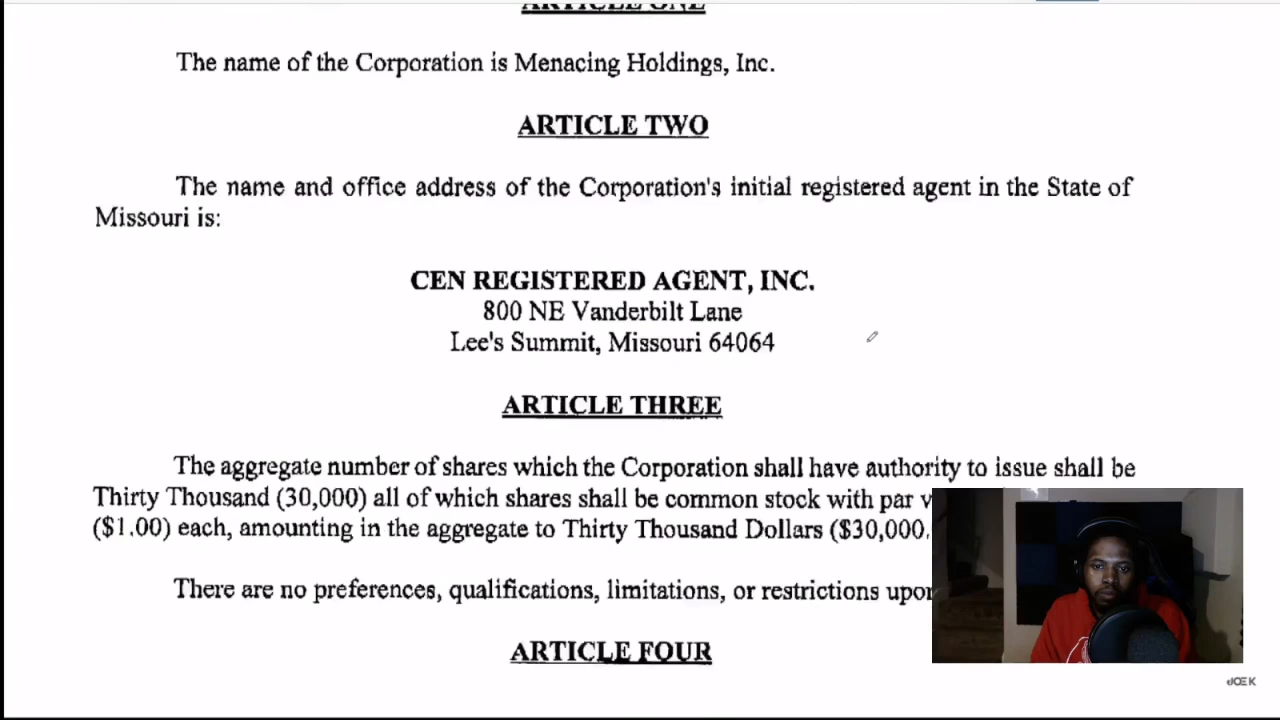 ARTICLE ONE
The name of the Corporation is Menacing Holdings, Inc.
ARTICLE TWO
The name and office address of the Corporation's initial registered agent in the State of
Missouri is:
CEN REGISTERED AGENT, INC.
800 NE Vanderbilt Lane
Lee's Summit, Missouri 64064
ARTICLE THREE
The aggregate number of shares which the Corporation shall have authority to issue shall be
Thirty Thousand (30,000) all of which shares shall be common stock with par v
($1.00) each, amounting in the aggregate to Thirty Thousand Dollars ($30,000.
There are no preferences, qualifications, limitations, or restrictions upon
ARTICLE FOUR
JOE K